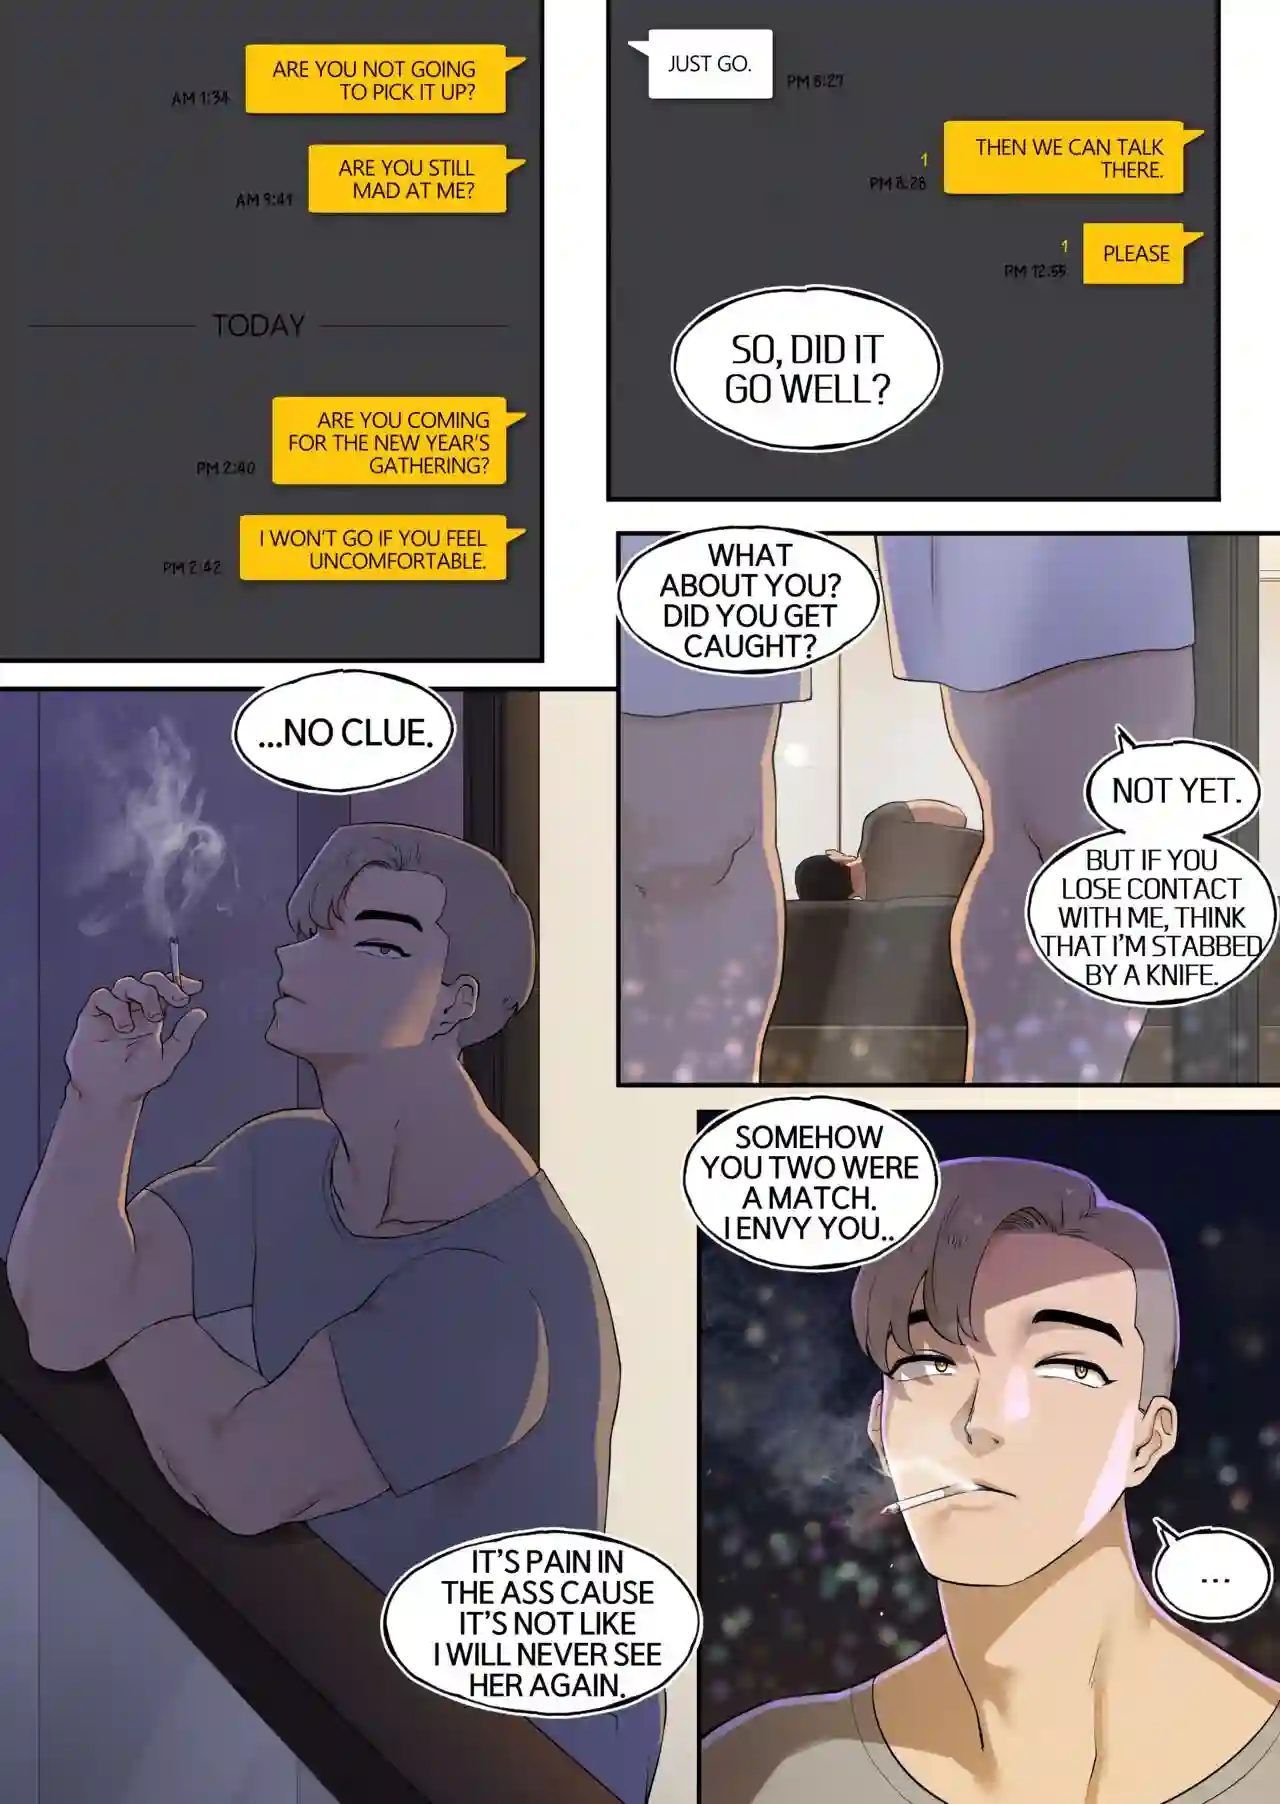 ARE YOU NOT GOING
TO PICK IT UP?
AM 1:34
ARE YOU STILL
MAD AT ME?
AM 9:41
TODAY
ARE YOU COMING
FOR THE NEW YEAR'S
GATHERING?
PM 2:40
I WON'T GO IF YOU FEEL
UNCOMFORTABLE.
PM 2:42
JUST GO.
PM 8:27
THEN WE CAN TALK
THERE.
1
PM 8:28
PLEASE
1
PM 12:55
SO, DID IT
GO WELL?
...NO CLUE.
WHAT
ABOUT YOU?
DID YOU GET
CAUGHT?
NOT YET.
BUT IF YOU
LOSE CONTACT
WITH ME, THINK
THAT I'M STABBED
BY A KNIFE.
SOMEHOW
YOU TWO WERE
A MATCH.
I ENVY YOU..
...
IT'S PAIN IN
THE ASS CAUSE
IT'S NOT LIKE
I WILL NEVER SEE
HER AGAIN.